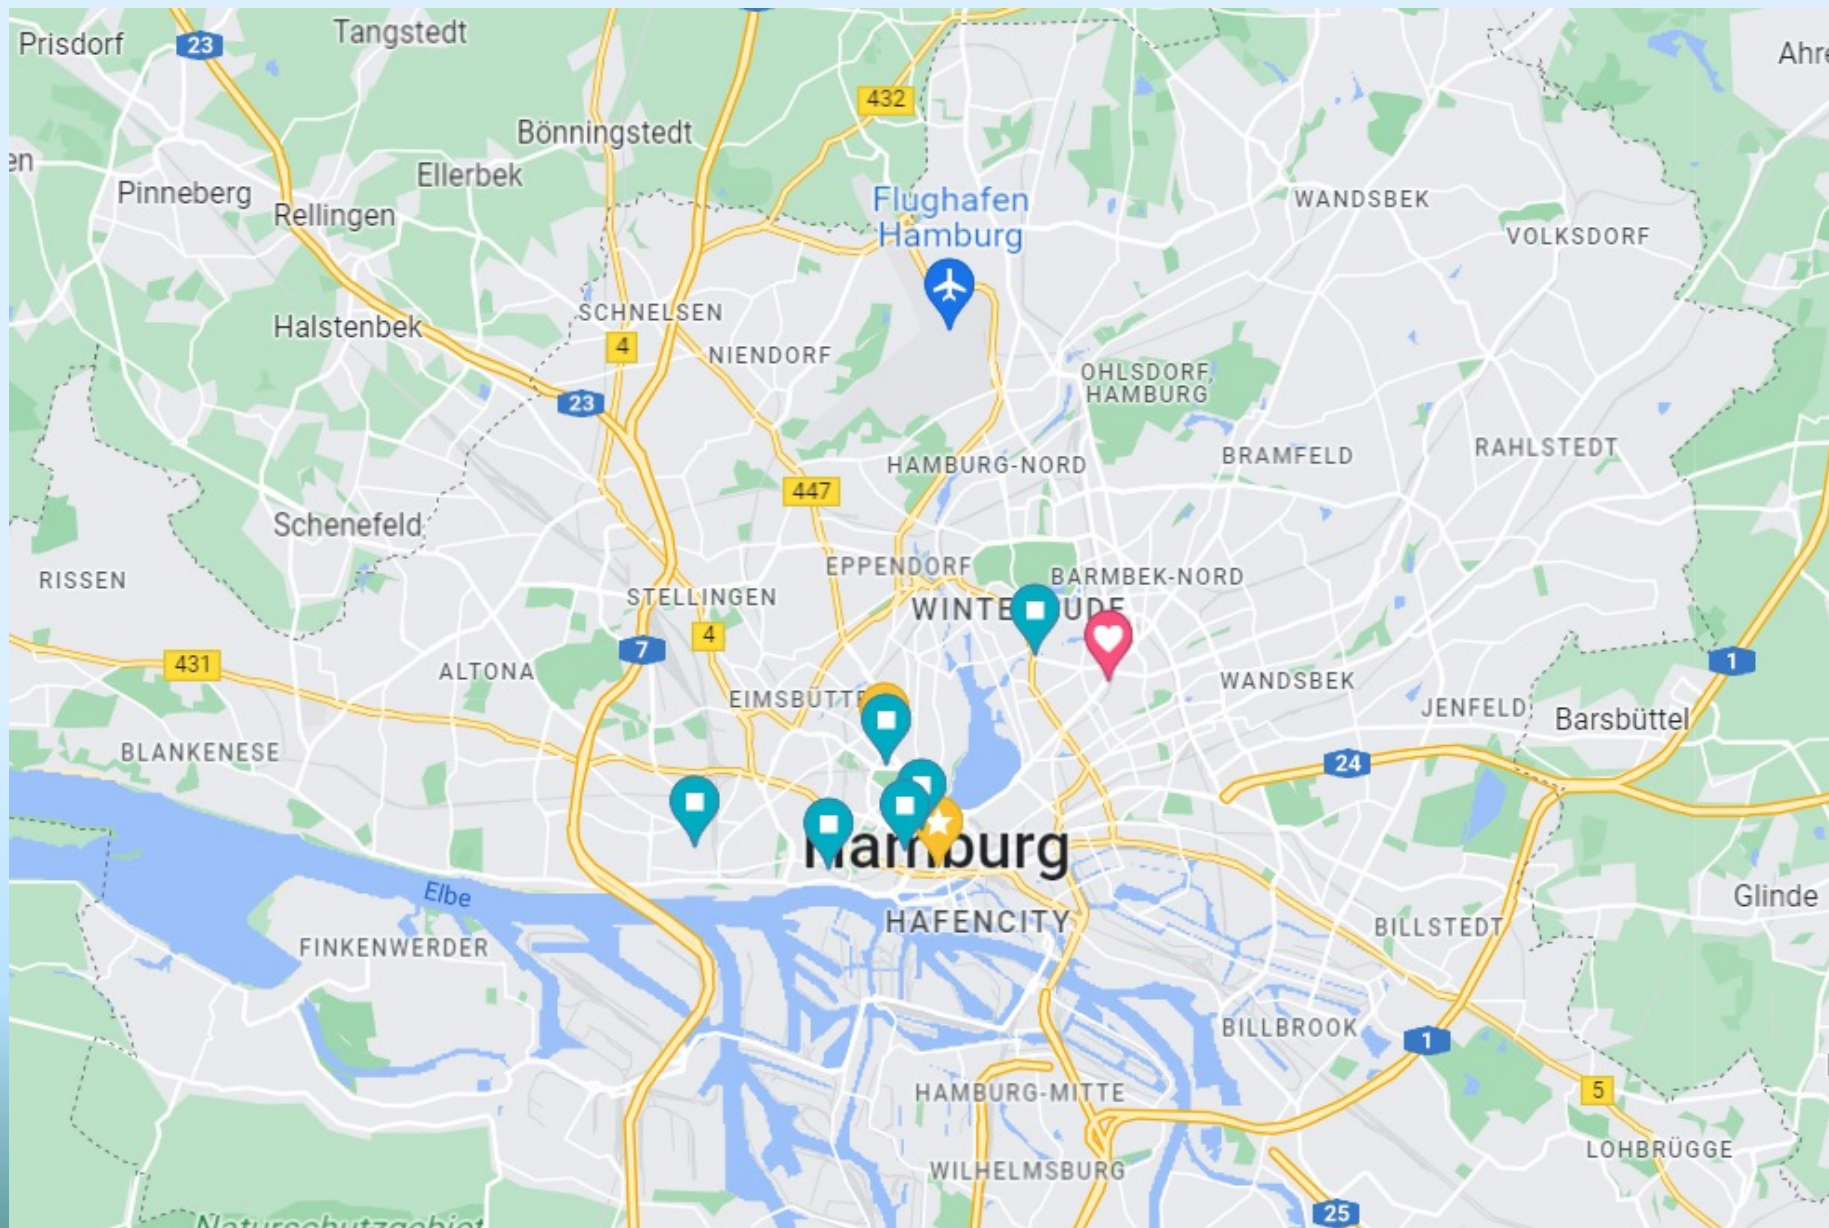 Prisdorf
23
Tangstedt
Ahre
432
Bönningstedt
en
Ellerbek
Pinneberg
Rellingen
Flughafen
Hamburg
WANDSBEK
VOLKSDORF
SCHNELSEN
Halstenbek
4
NIENDORF
OHLSDORF,
HAMBURG
23
HAMBURG-NORD
BRAMFELD
RAHLSTEDT
447
Schenefeld
RISSEN
EPPENDORF
BARMBEK-NORD
STELLINGEN
WINTE UDE
4
7
431
ALTONA
1
WANDSBEK
EIMSBÜTTE
JENFELD
Barsbüttel
BLANKENESE
24
Hamburg
Elbe
Glinde
HAFENCITY
BILLSTEDT
FINKENWERDER
BILLBROOK
1
HAMBURG-MITTE
5
LOHBRÜGGE
WILHELMSBURG
25
Naturschutzgebiet